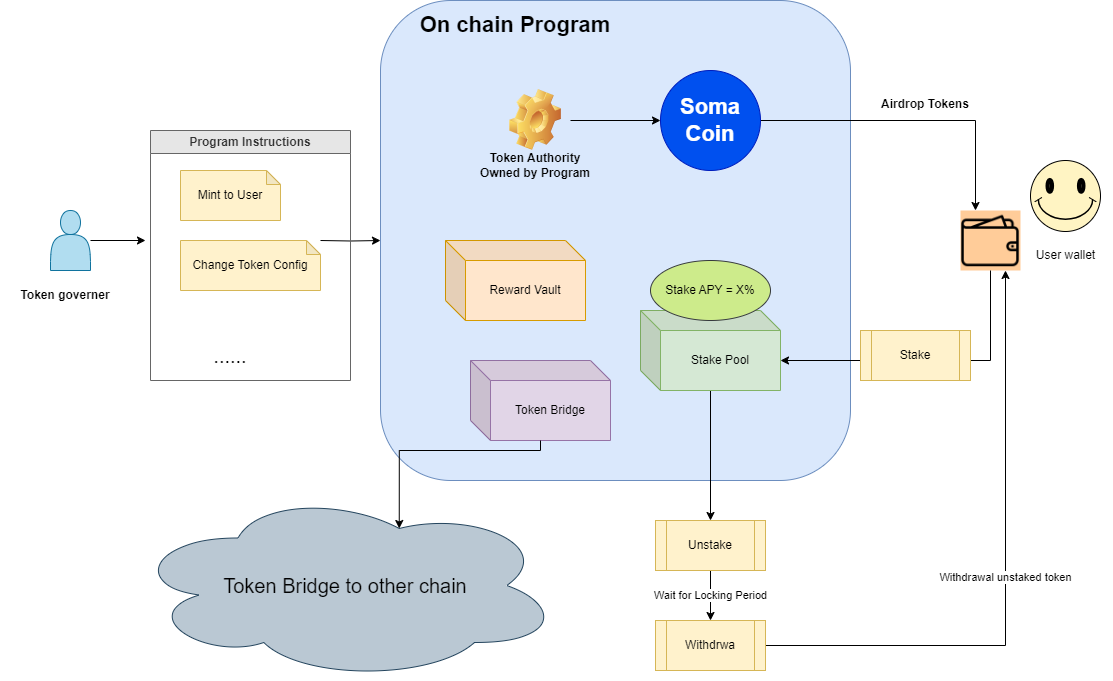 On chain Program
Soma
Coin
Airdrop Tokens
Token Authority
Owned by Program
Program Instructions
Mint to User
Change Token Config
......
Token governer
User wallet
Reward Vault
Stake APY = X%
Stake Pool
Stake
Token Bridge
Unstake
Token Bridge to other chain
Withdrawal unstaked token
Wait for Locking Period
Withdrwa